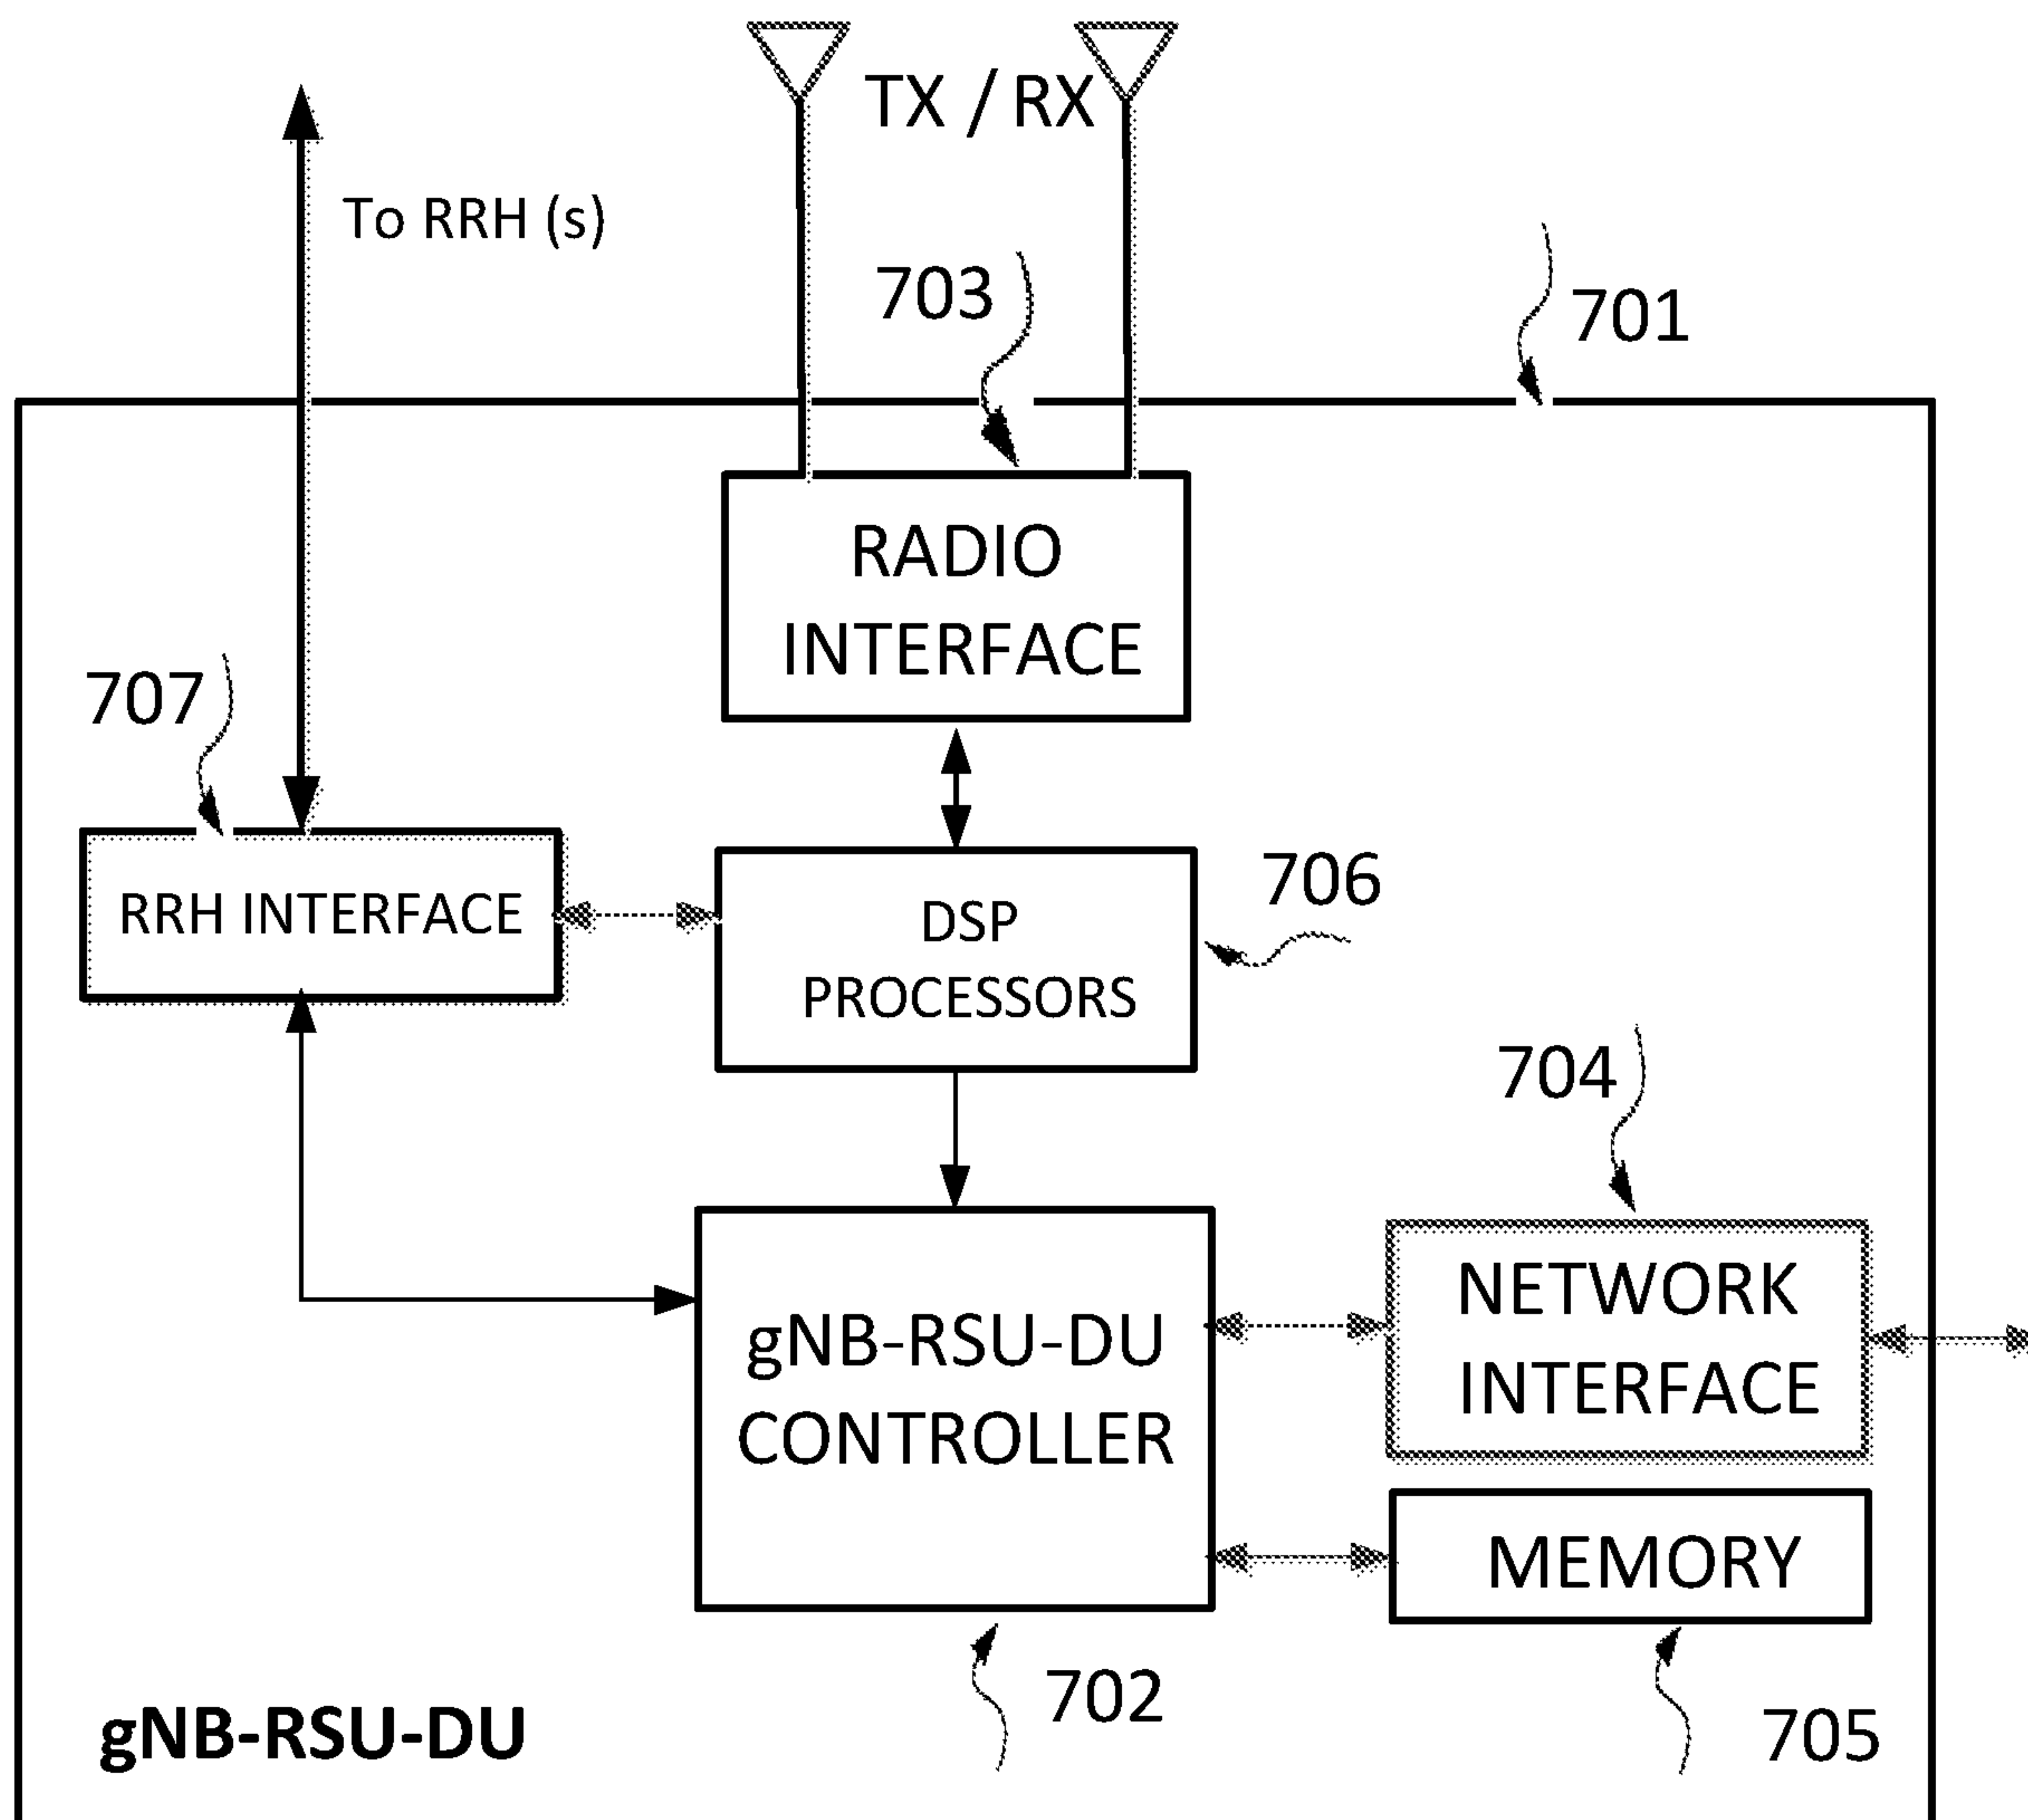 TX / RX
To RRH (s)
703
701
RADIO
INTERFACE
707
RRH INTERFACE
706
DSP
PROCESSORS
704
NETWORK
INTERFACE
gNB-RSU-DU
CONTROLLER
MEMORY
702
705
gNB-RSU-DU